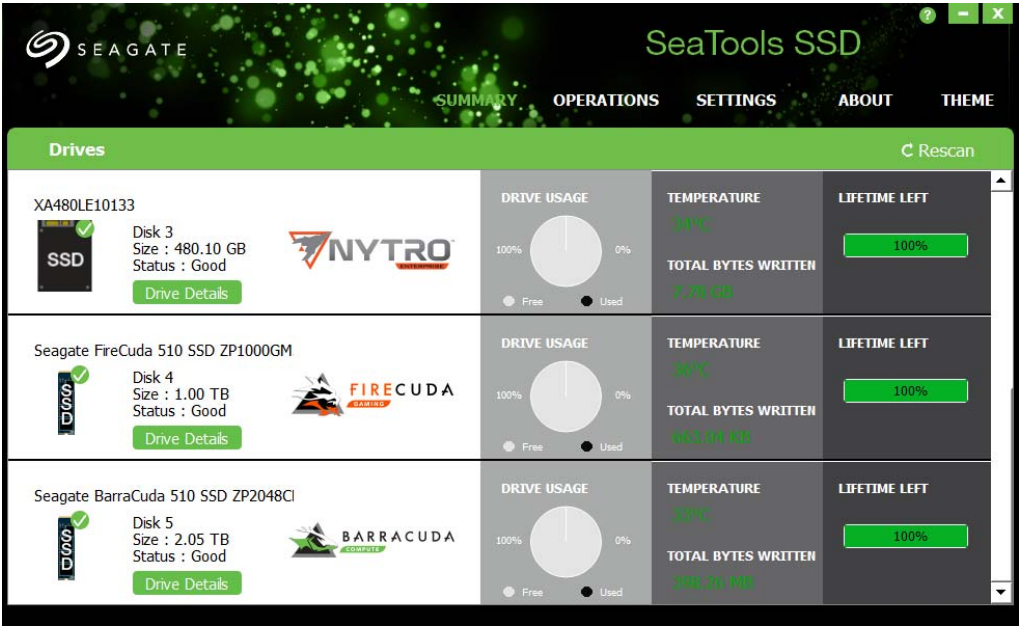 SEAGATE
SeaTools SSD
? – X
SUMMARY OPERATIONS SETTINGS ABOUT THEME
Drives Rescan
XA480LE10133
SSD
Disk 3
Size : 480.10 GB
Status : Good
Drive Details
NYTRO
ENTERPRISE
DRIVE USAGE
100% 0%
Free Used
TEMPERATURE
TOTAL BYTES WRITTEN
LIFETIME LEFT
100%
Seagate FireCuda 510 SSD ZP1000GM
SSD
Disk 4
Size : 1.00 TB
Status : Good
Drive Details
FIRECUDA
GAMING
DRIVE USAGE
100% 0%
Free Used
TEMPERATURE
TOTAL BYTES WRITTEN
LIFETIME LEFT
100%
Seagate BarraCuda 510 SSD ZP2048C
SSD
Disk 5
Size : 2.05 TB
Status : Good
Drive Details
BARRACUDA
COMPUTE
DRIVE USAGE
100% 0%
Free Used
TEMPERATURE
TOTAL BYTES WRITTEN
LIFETIME LEFT
100%